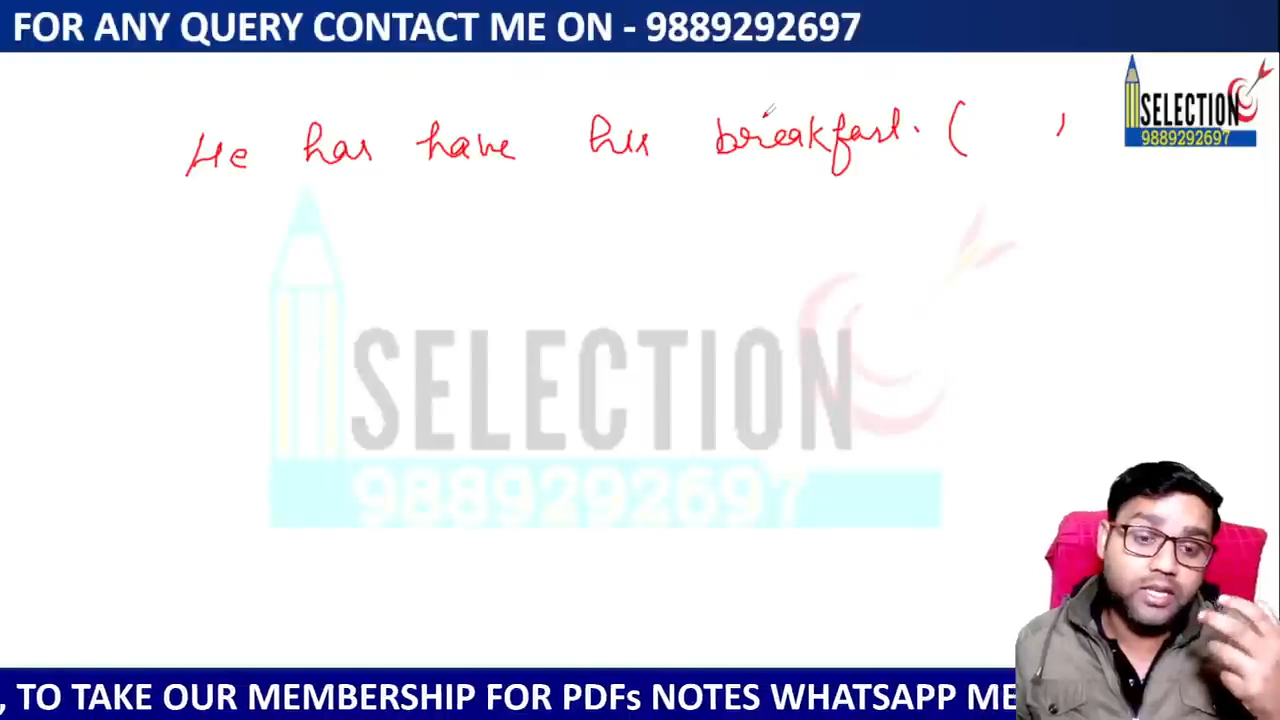 FOR ANY QUERY CONTACT ME ON - 9889292697
He has have his breakfast. (
SELECTION
9889292697
SELECTION
9889292697
, TO TAKE OUR MEMBERSHIP FOR PDFs NOTES WHATSAPP ME